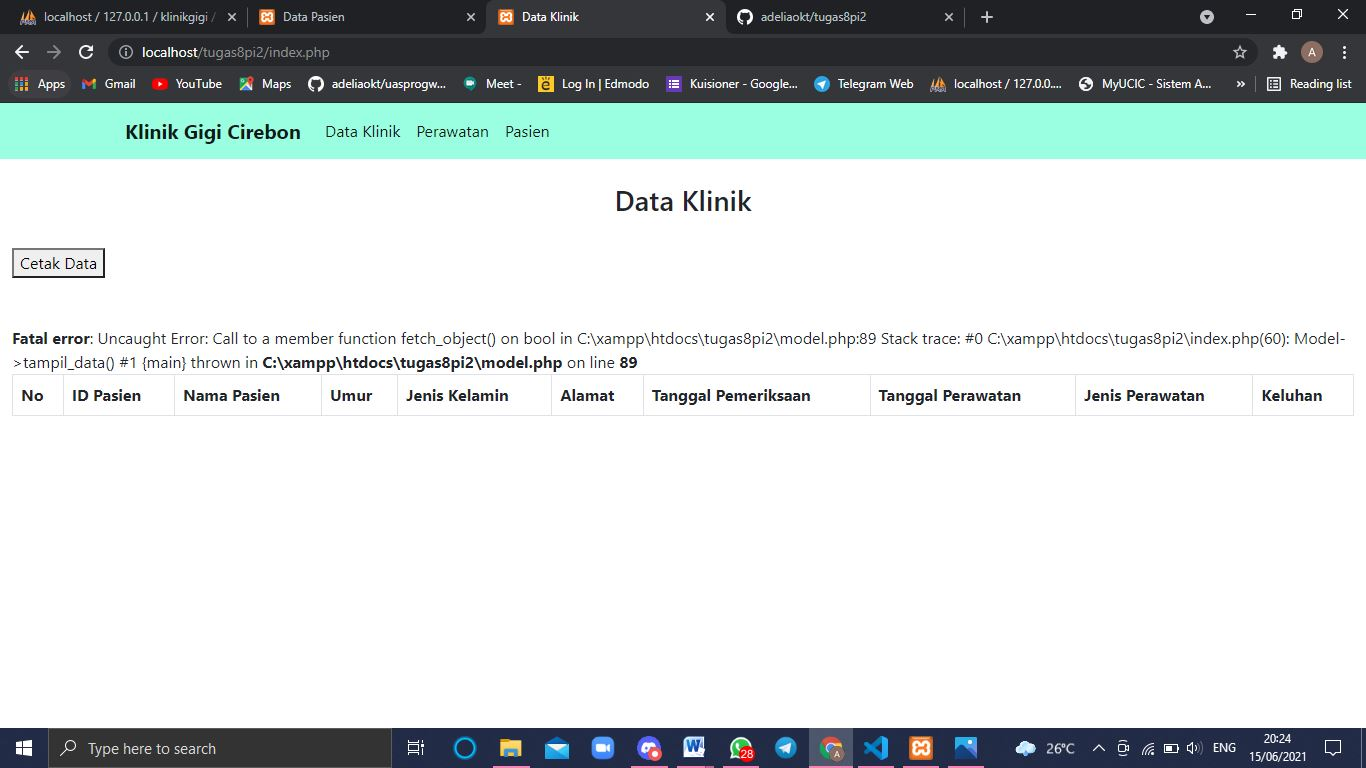 localhost / 127.0.0.1 / klinikgigi /
Data Pasien
Data Klinik
adeliaokt/tugas8pi2
localhost/tugas8pi2/index.php
A
Apps
Gmail
YouTube
Maps
adeliaokt/uasprogw...
Meet -
Log In | Edmodo
Kuisioner - Google...
Telegram Web
localhost / 127.0.0....
MyUCIC - Sistem A...
»
Reading list
Klinik Gigi Cirebon
Data Klinik
Perawatan
Pasien
Data Klinik
Cetak Data
Fatal error: Uncaught Error: Call to a member function fetch_object() on bool in C:\xampp\htdocs\tugas8pi2\model.php:89 Stack trace: #0 C:\xampp\htdocs\tugas8pi2\index.php(60): Model-
>tampil_data() #1 {main} thrown in C:\xampp\htdocs\tugas8pi2\model.php on line 89
No ID Pasien Nama Pasien Umur Jenis Kelamin Alamat Tanggal Pemeriksaan Tanggal Perawatan Jenis Perawatan Keluhan
Type here to search
28
A
26°C
ENG
20:24
15/06/2021